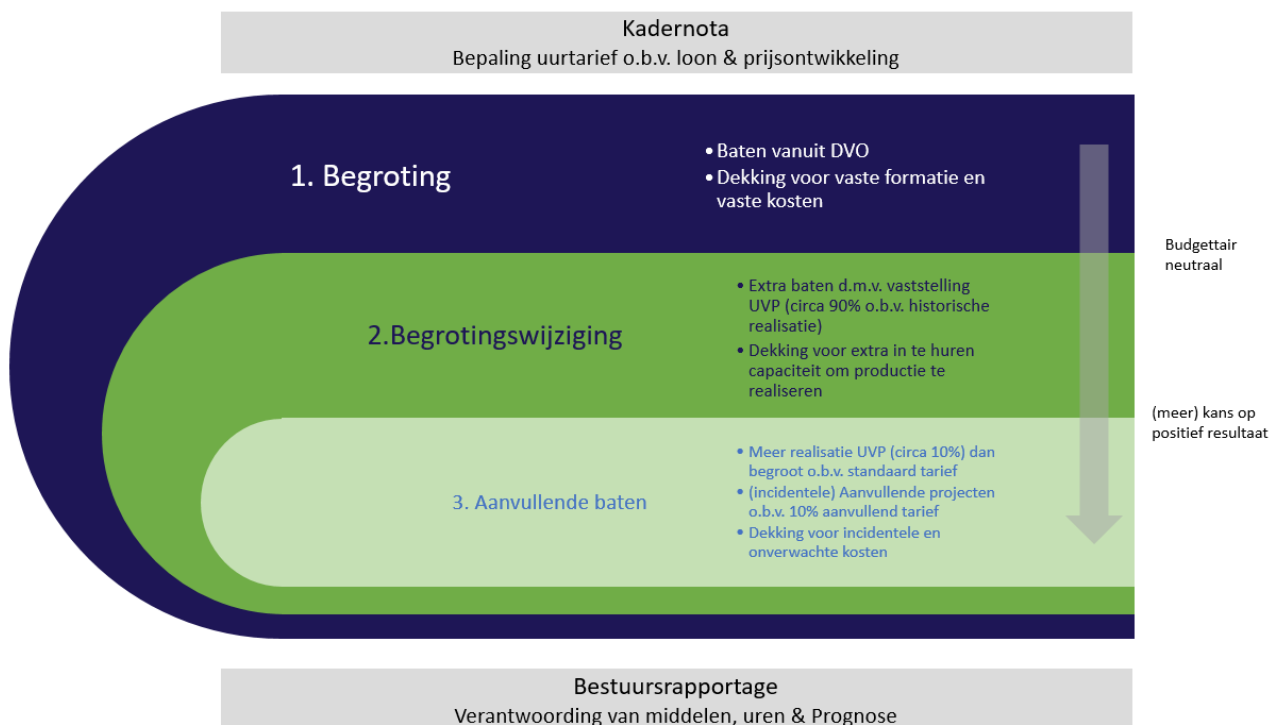 Kadernota
Bepaling uurtarief o.b.v. loon & prijsontwikkeling
1. Begroting
• Baten vanuit DVO
• Dekking voor vaste formatie en
vaste kosten
Budgettair
neutraal
2.Begrotingswijziging
• Extra baten d.m.v. vaststelling
UVP (circa 90% o.b.v. historische
realisatie)
• Dekking voor extra in te huren
capaciteit om productie te
realiseren
(meer) kans op
positief resultaat
3. Aanvullende baten
• Meer realisatie UVP (circa 10%) dan
begroot o.b.v. standaard tarief
• (incidentele) Aanvullende projecten
o.b.v. 10% aanvullend tarief
• Dekking voor incidentele en
onverwachte kosten
Bestuursrapportage
Verantwoording van middelen, uren & Prognose